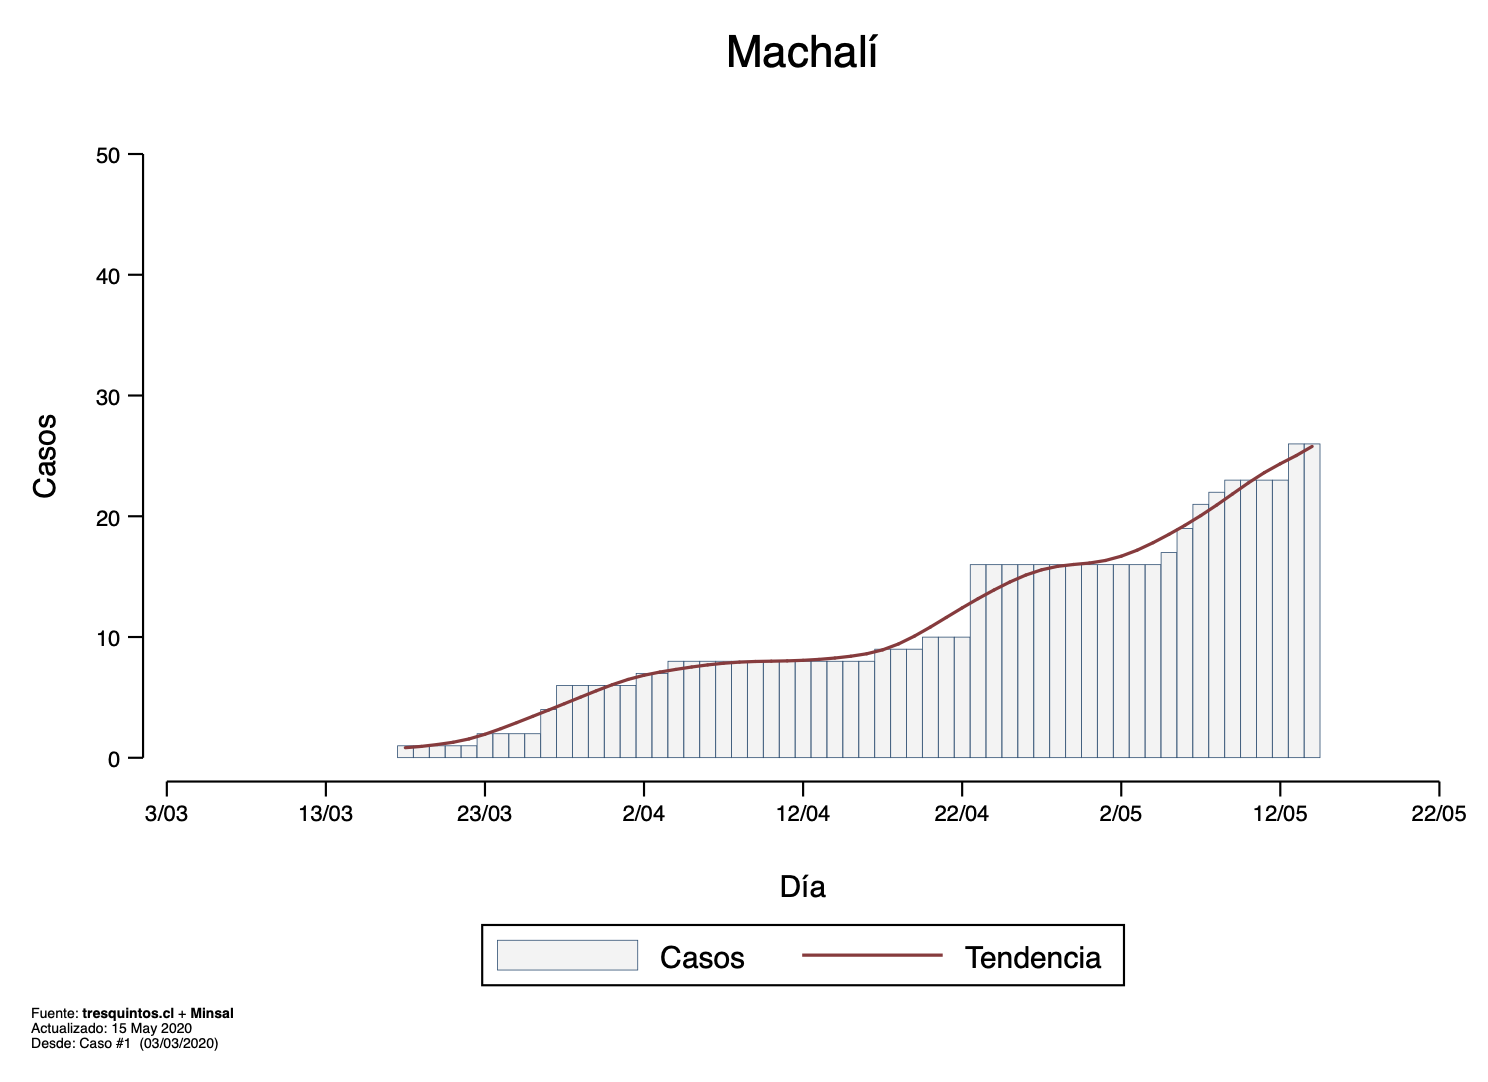 Machalí
50
40
30
20
10
0
Casos
3/03 13/03 23/03 2/04 12/04 22/04 2/05 12/05 22/05
Día
Casos Tendencia
Fuente: tresquintos.cl + Minsal
Actualizado: 15 May 2020
Desde: Caso #1 (03/03/2020)